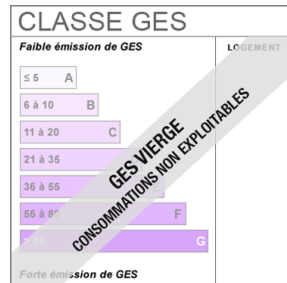 CLASSE GES
Faible émission de GES
LOGEMENT
≤ 5 A
6 à 10 B
11 à 20 C
21 à 35
36 à 55
56 à F
G
GES VIERGE
CONSOMMATIONS NON EXPLOITABLES
Forte émission de GES